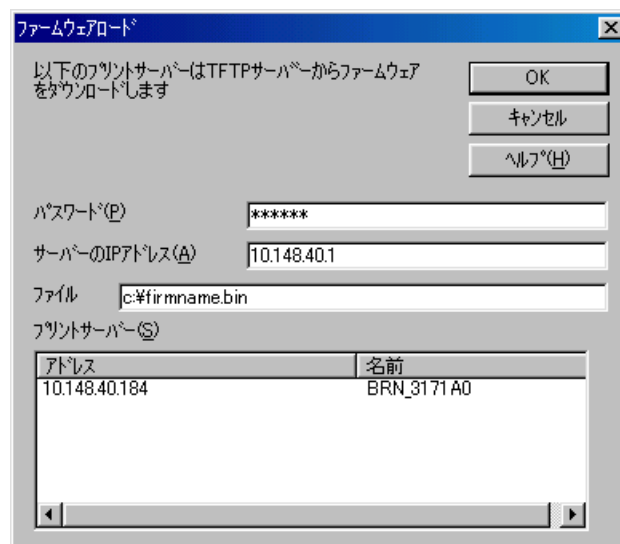 ファームウェアロード
以下のプリントサーバーはTFTPサーバーからファームウェア
をダウンロードします
OK
キャンセル
ヘルプ(H)
パスワード(P)
******
サーバーのIPアドレス(A)
10.148.40.1
ファイル
c:¥firmname.bin
プリントサーバー(S)
アドレス 名前
10.148.40.184 BRN_3171A0